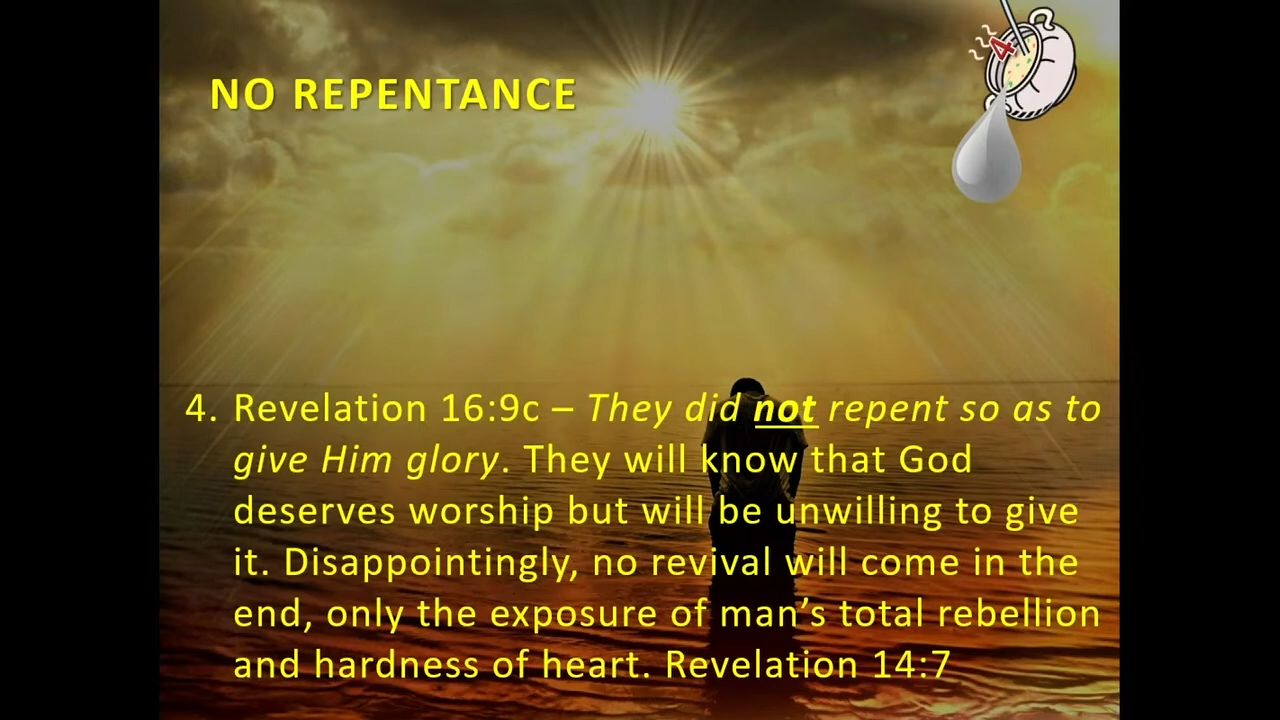 NO REPENTANCE
4
4. Revelation 16:9c – They did not repent so as to
give Him glory. They will know that God
deserves worship but will be unwilling to give
it. Disappointingly, no revival will come in the
end, only the exposure of man’s total rebellion
and hardness of heart. Revelation 14:7